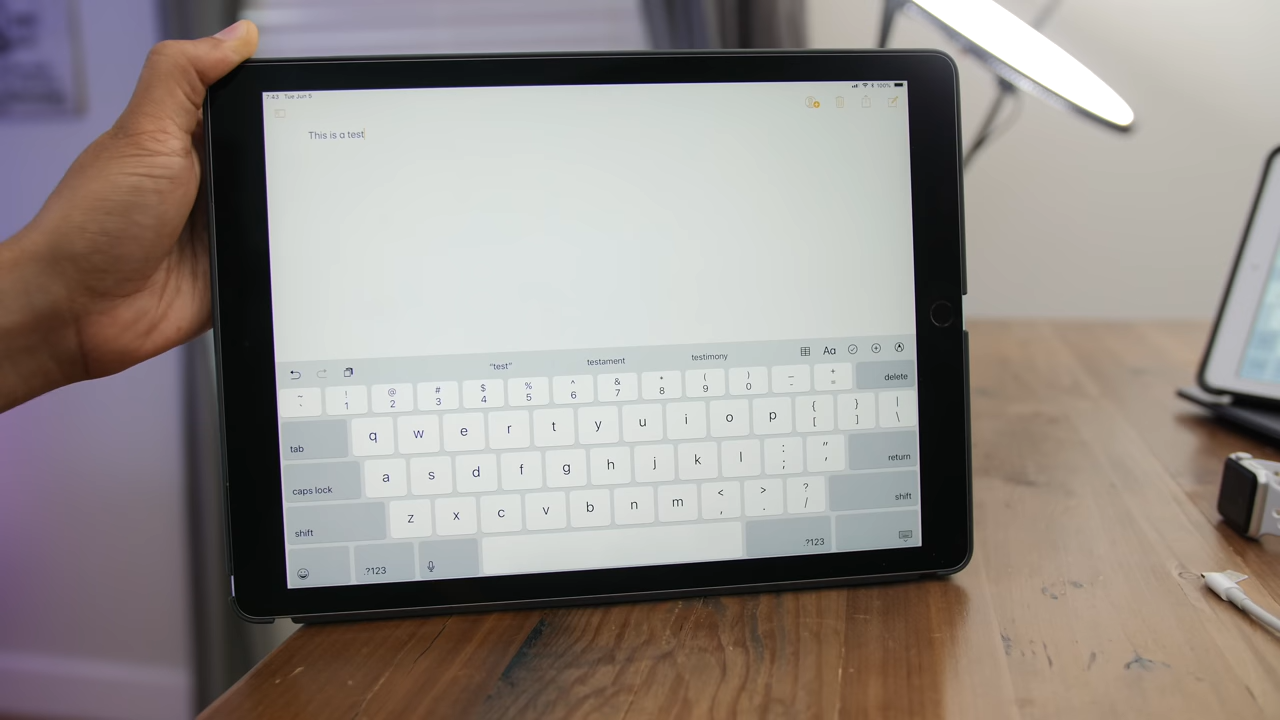 7:43 Tue Jun 5
100%
This is a test
"test" testament testimony
Aa
~ ! @ # $ % ^ & * ( ) _ +
` 1 2 3 4 5 6 7 8 9 0 - = delete
{ } |
tab q w e r t y u i o p [ ] \
: "
caps lock a s d f g h j k l ; ' return
< > ?
shift z x c v b n m , . / shift
.?123 .?123